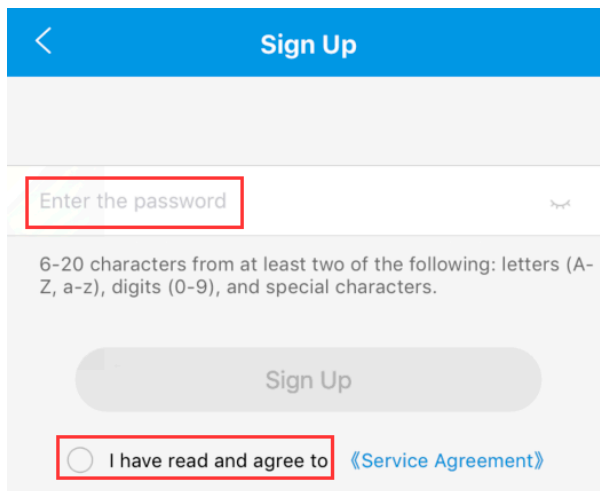 Sign Up
Enter the password
6-20 characters from at least two of the following: letters (A-
Z, a-z), digits (0-9), and special characters.
Sign Up
I have read and agree to 《Service Agreement》